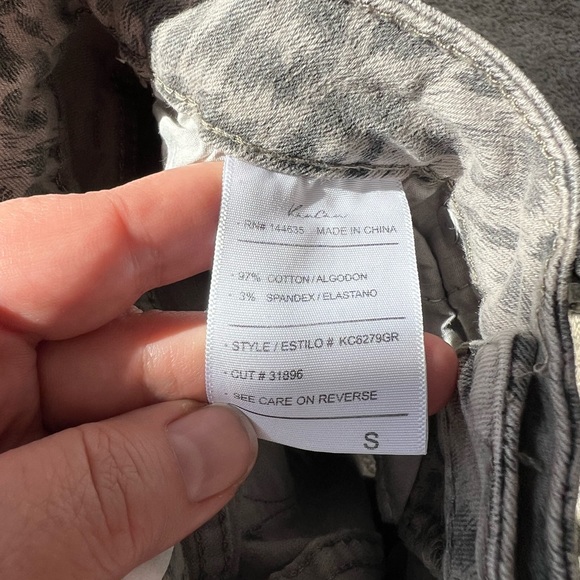 KanCan
· RN# 144635 MADE IN CHINA
· 97% COTTON / ALGODON
· 3% SPANDEX / ELASTANO
· STYLE / ESTILO # KC6279GR
· CUT # 31896
· SEE CARE ON REVERSE
S